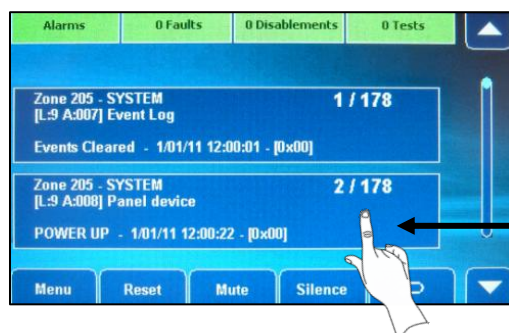 Alarms
0 Faults
0 Disablements
0 Tests
Zone 205 - SYSTEM
1 / 178
[L:9 A:007] Event Log
Events Cleared - 1/01/11 12:00:01 - [0x00]
Zone 205 - SYSTEM
2 / 178
[L:9 A:008] Panel device
POWER UP - 1/01/11 12:00:22 - [0x00]
Menu
Reset
Mute
Silence